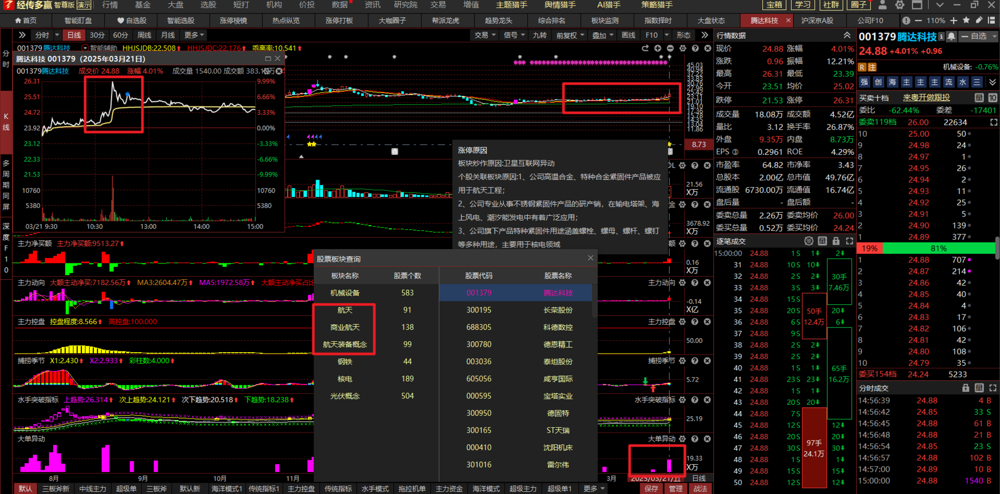 经传多赢 智尊版 演示 行情 基金 大盘 选股 短打 机构 价投 数据 资讯 研究院 交易 增值 主题猎手 舆情猎手 AI猎手 策略猎手 宝箱 学习 社群 圈子
首页 智能盯盘 自选股 智能选股 涨停棱镜 热点纵览 涨停打板 大咖圈子 帮派龙虎 趋势龙头 综合排名 板块监测 指数择时 大盘状态 腾达科技 沪深京A股 公司F10 110%
分时 日线 30分 60分 周线 月线 更多 交易 信号 九转 前复权 叠加 画线 F10 形态
分时
K线
多周期同屏
深度F10
001379腾达科技 智能辅助 HHJSJDB:22.508 HHJSJDC:22.176 乖离率:10.541
腾达科技 001379（2025年03月21日）
001379腾达科技 成交价 24.88 涨幅 4.01% 成交量 1540.00 成交额 383.1
26.31 9.99%
25.51 6.66%
24.72 3.33%
23.92 0.00%
23.12 -3.33%
22.33 -6.66%
21.53 -9.99%
10760 10760
5380 5380
03/21 9:30 10:30 13:00 14:00 15:00
45.03
11.86
8.73
涨停原因
板块炒作原因:卫星互联网异动
个股关联板块原因:1、公司高温合金、特种合金紧固件产品被应
用于航天工程；
2、公司专业从事不锈钢紧固件产品的研产销，在输电塔架、海
上风电、潮汐能发电中有着广泛应用；
3、公司旗下产品特种紧固件用途涵盖螺栓、螺母、螺杆、螺钉
等多种用途，主要用于核电领域
21.56
X万
3678.92
X万
主力净买额 主力净买额:9513.27
0.16
X万
主力动向 大额主动净买:7182.56万 MA3:2604.47万 MA5:1972.58万 大额主动净买占比
主力动向
-0.14
X亿
主力控盘 控盘程度:8.566 高控盘:100.000
主力控盘
50.00
捕捞季节 X1:2.430 X2:2.933 彩柱数:4.000
捕捞季节
5.72
水手突破指标 上趋势:26.314 次上趋势:24.121 次下趋势:20.518 下趋势:18.238
水手突破指标
25.19
大单异动
大单异动
19.33
X万
8月 9月 10月 11月 3月 2025/03/21/五 日线
股票板块查询
板块名称 股票个数 股票代码 股票名称
机械设备 583 001379 腾达科技
航天 91 300195 长荣股份
商业航天 138 688305 科德数控
航天装备概念 99 300780 德恩精工
钢铁 44 003036 泰坦股份
核电 189 605056 咸亨国际
光伏概念 504 000595 宝塔实业
300950 德固特
300165 ST天瑞
000410 沈阳机床
301016 雷尔伟
默认 三板斧新 中线主力 超级单 三板斧 默认新 海洋模式1 传统指标1 主力控盘 传统指标 水手模式 拖拉机单 主力资金 海洋模式 超级主力 超级单1 更多 保存 管理 战法
行情数据
现价 24.88 涨幅 4.01%
涨跌 0.96 振幅 12.21%
最高 26.31 最低 23.39
今开 23.51 均价 25.02
跌停 21.53 涨停 26.31
成交量 18.08万 成交额 4.52亿
量比 3.12 换手率 26.87%
外盘 9.35万 内盘 8.73万
EPS ③ 0.2961 ROE 4.29%
市盈率 64.82 市净率 3.43
总股本 2.00亿 总市值 49.76亿
流通股 6730.00万 流通值 16.74亿
盘后量 - 盘后额 -
委卖总量 2.26万 委卖均价 26.00
委买总量 0.52万 委买均价 24.24
逐笔成交
15:00:00 24.88 1S 1 2
31 24.88 10S 10
32 24.88 2S 2 30手
33 24.88 3S 3 7.46万
34 24.88 15S
35 24.88 20S 50手 20
36 24.88 6S 12.4万 6
37 24.88 9S
38 24.88 2S 2
39 24.88 2S 2
40 24.88 1S 1 65手
41 24.88 23S 23 16.2万
42 24.88 1S 1
43 24.88 20S 20
44 24.88 7S
45 24.88 12S 12
46 24.88 20S 97手 20
47 24.88 30S 24.1万 30
48 24.88 1S 1
49 24.88 15S 15
50 24.88 12S 12
001379腾达科技 自选
24.88 +4.01% +0.96
R 注 机械设备: -0.76%
强 创 海 主 主 主 流 水 三
买卖十档 来粤开做跟投 10
委比 -62.44% 委差 -17401
委卖119档 26.00 22634
10 25.00 50
9 24.98 24
8 24.97 1
7 24.95 26
6 24.94 2
5 24.93 11
4 24.92 25
3 24.91 5
2 24.90 139
1 24.89 377
19% 81%
1 24.88 707
2 24.87 214
3 24.86 42
4 24.85 40
5 24.84 4
6 24.83 17
7 24.82 106
8 24.81 42
9 24.80 108
10 24.79 35
委买154档 24.24 5233
分时成交
14:56:39 24.88 4 B
14:56:42 24.85 33 S
14:56:45 24.88 61 B
14:56:48 24.88 21 B
14:56:54 24.85 23 S
14:56:57 24.88 102 B
14:57:00 24.89 10 B
15:00:00 24.88 1540 B